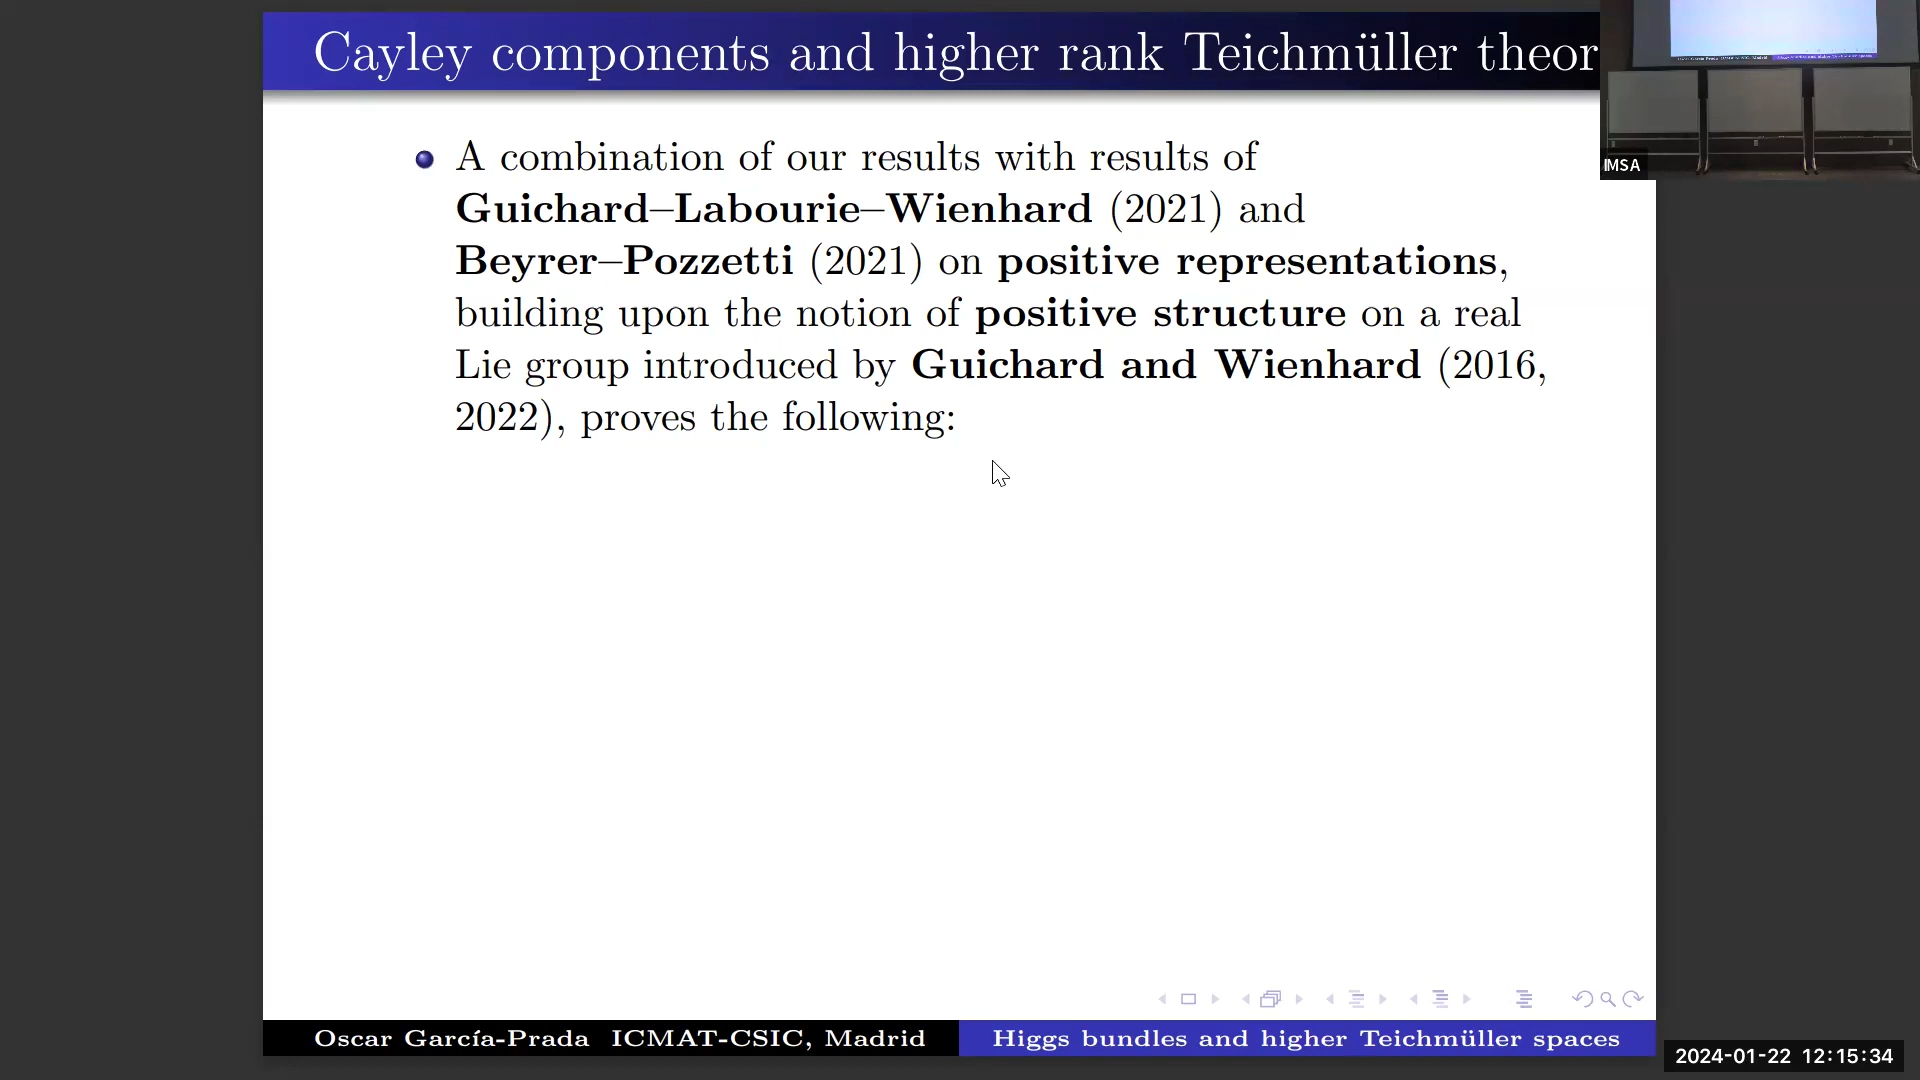 Cayley components and higher rank Teichmüller theor
A combination of our results with results of
Guichard–Labourie–Wienhard (2021) and
Beyrer–Pozzetti (2021) on positive representations,
building upon the notion of positive structure on a real
Lie group introduced by Guichard and Wienhard (2016,
2022), proves the following:
IMSA
Oscar García-Prada ICMAT-CSIC, Madrid
Higgs bundles and higher Teichmüller spaces
2024-01-22 12:15:34